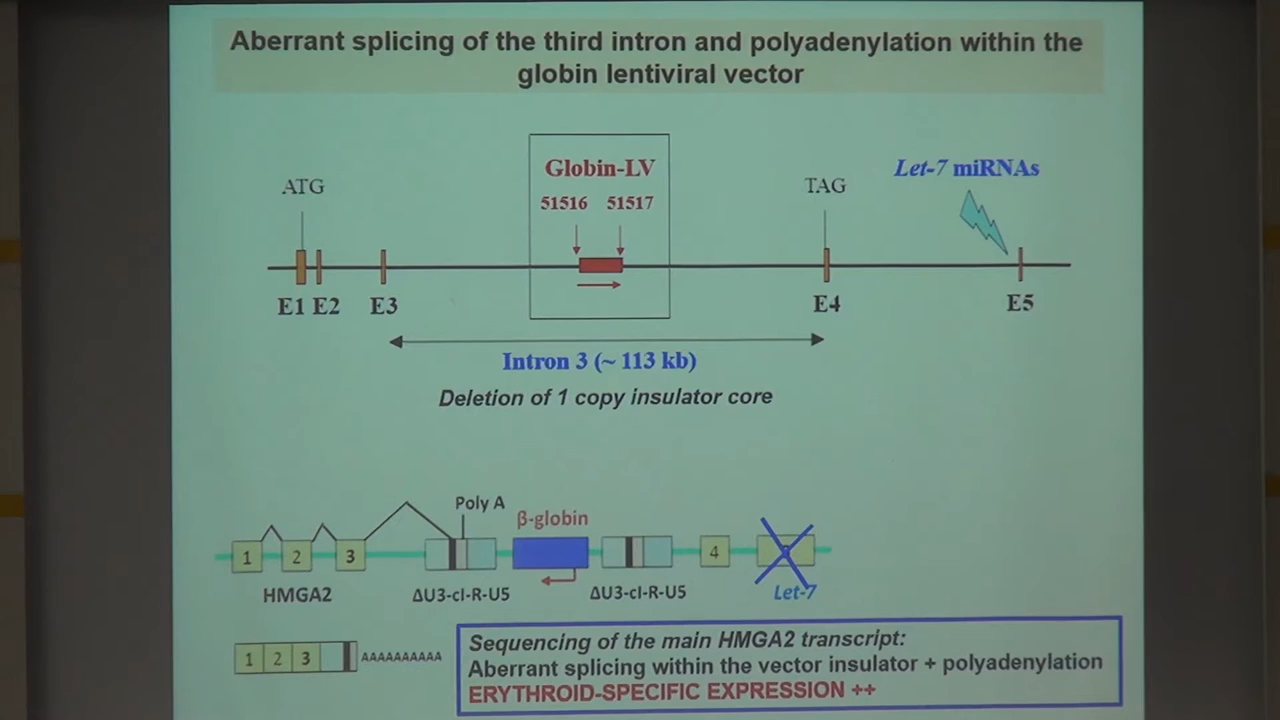 Aberrant splicing of the third intron and polyadenylation within the
globin lentiviral vector
Globin-LV
Let-7 miRNAs
ATG
TAG
51516 51517
E1 E2 E3 E4 E5
Intron 3 (~ 113 kb)
Deletion of 1 copy insulator core
Poly A
β-globin
1 2 3 4
HMGA2 ΔU3-cI-R-U5 ΔU3-cI-R-U5 Let-7
1 2 3 AAAAAAAAAA
Sequencing of the main HMGA2 transcript:
Aberrant splicing within the vector insulator + polyadenylation
ERYTHROID-SPECIFIC EXPRESSION ++